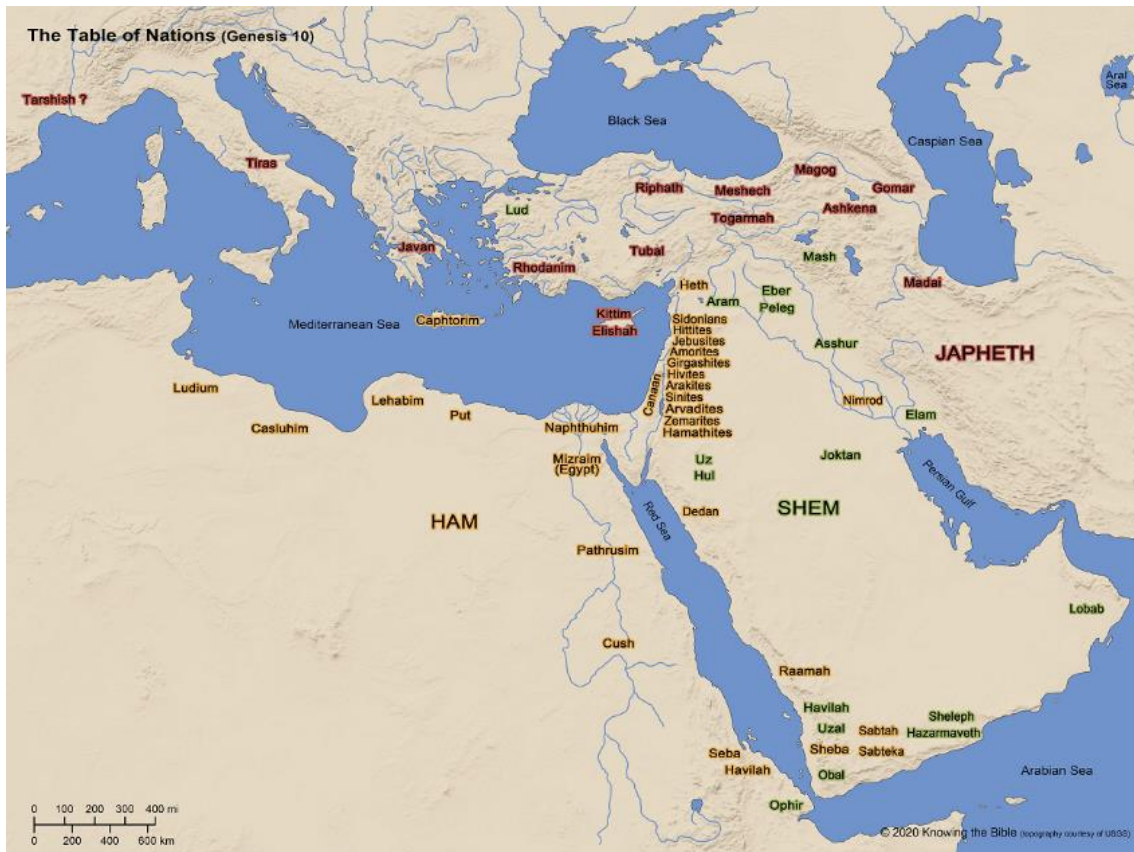 The Table of Nations (Genesis 10)
Aral
Sea
Tarshish ?
Black Sea
Caspian Sea
Tiras
Magog
Riphath
Meshech
Gomar
Lud
Togarmah
Ashkena
Javan
Tubal
Mash
Rhodanim
Madai
Heth
Eber
Aram
Peleg
Kittim
Elishah
Mediterranean Sea
Caphtorim
Sidonians
Hittites
Jebusites
Amorites
Girgashites
Hivites
Arakites
Sinites
Arvadites
Zemarites
Hamathites
Canaan
Asshur
JAPHETH
Ludium
Lehabim
Put
Casluhim
Nimrod
Elam
Naphthuhim
Mizraim
(Egypt)
Uz
Hul
Joktan
Persian Gulf
HAM
Red Sea
Dedan
SHEM
Pathrusim
Lobab
Cush
Raamah
Havilah
Uzal
Sheleph
Sabtah
Hazarmaveth
Seba
Sheba
Sabteka
Havilah
Obal
Arabian Sea
Ophir
0 100 200 300 400 mi
0 200 400 600 km
© 2020 Knowing the Bible (topography courtesy of USGS)